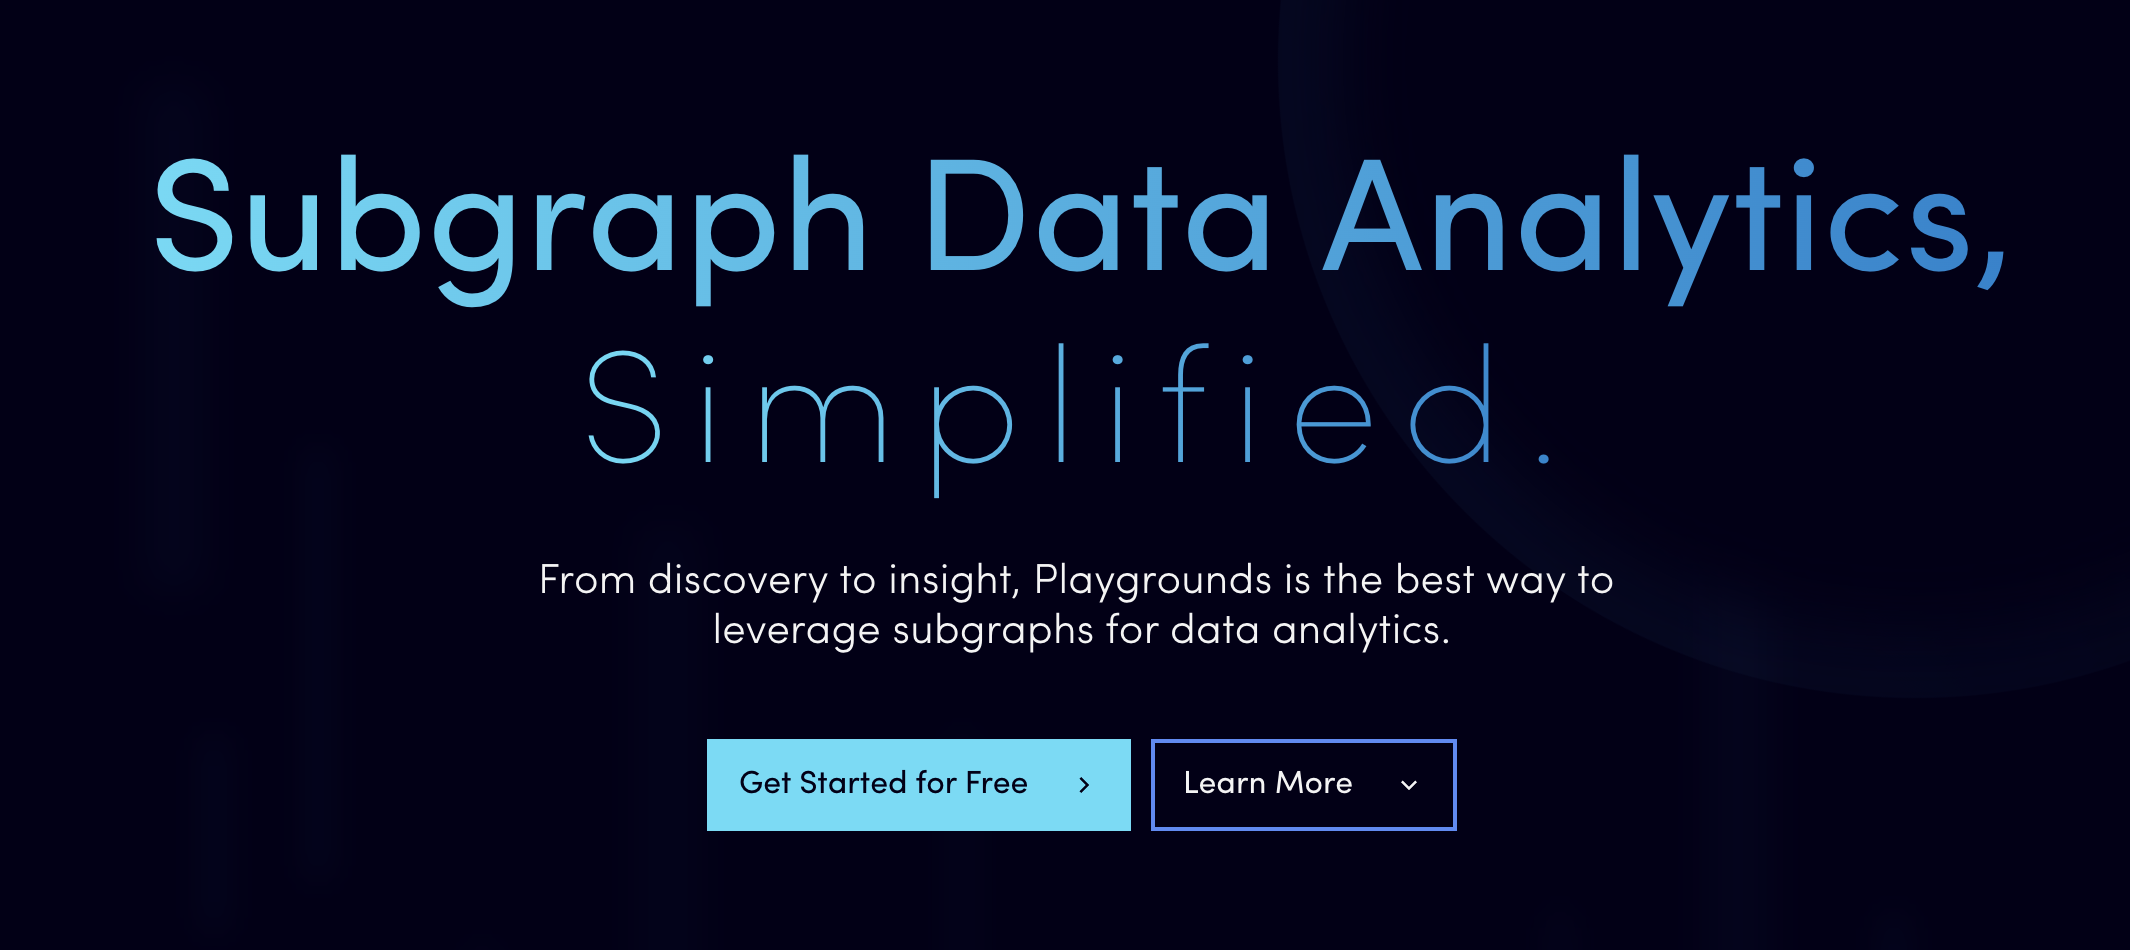 Subgraph Data Analytics,
Simplified.
From discovery to insight, Playgrounds is the best way to
leverage subgraphs for data analytics.
Get Started for Free
Learn More